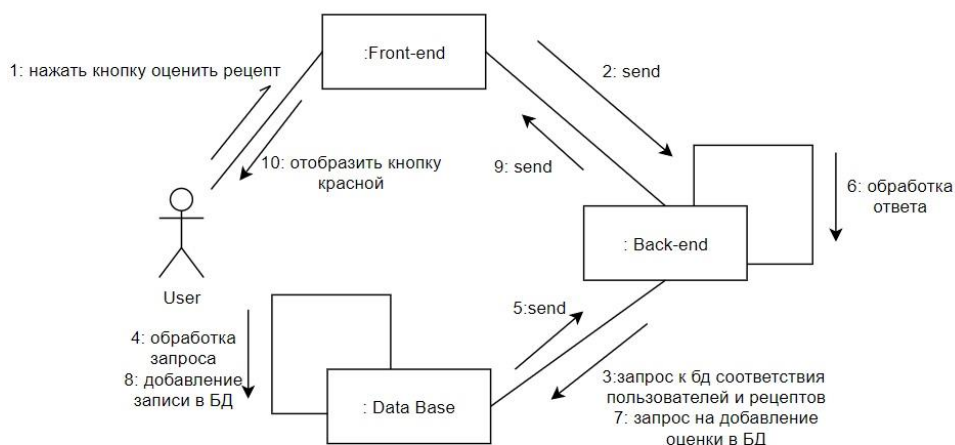 :Front-end
1: нажать кнопку оценить рецепт
2: send
10: отобразить кнопку
красной
9: send
6: обработка
ответа
: Back-end
User
5:send
4: обработка
запроса
8: добавление
записи в БД
: Data Base
3:запрос к бд соответствия
пользователей и рецептов
7: запрос на добавление
оценки в БД